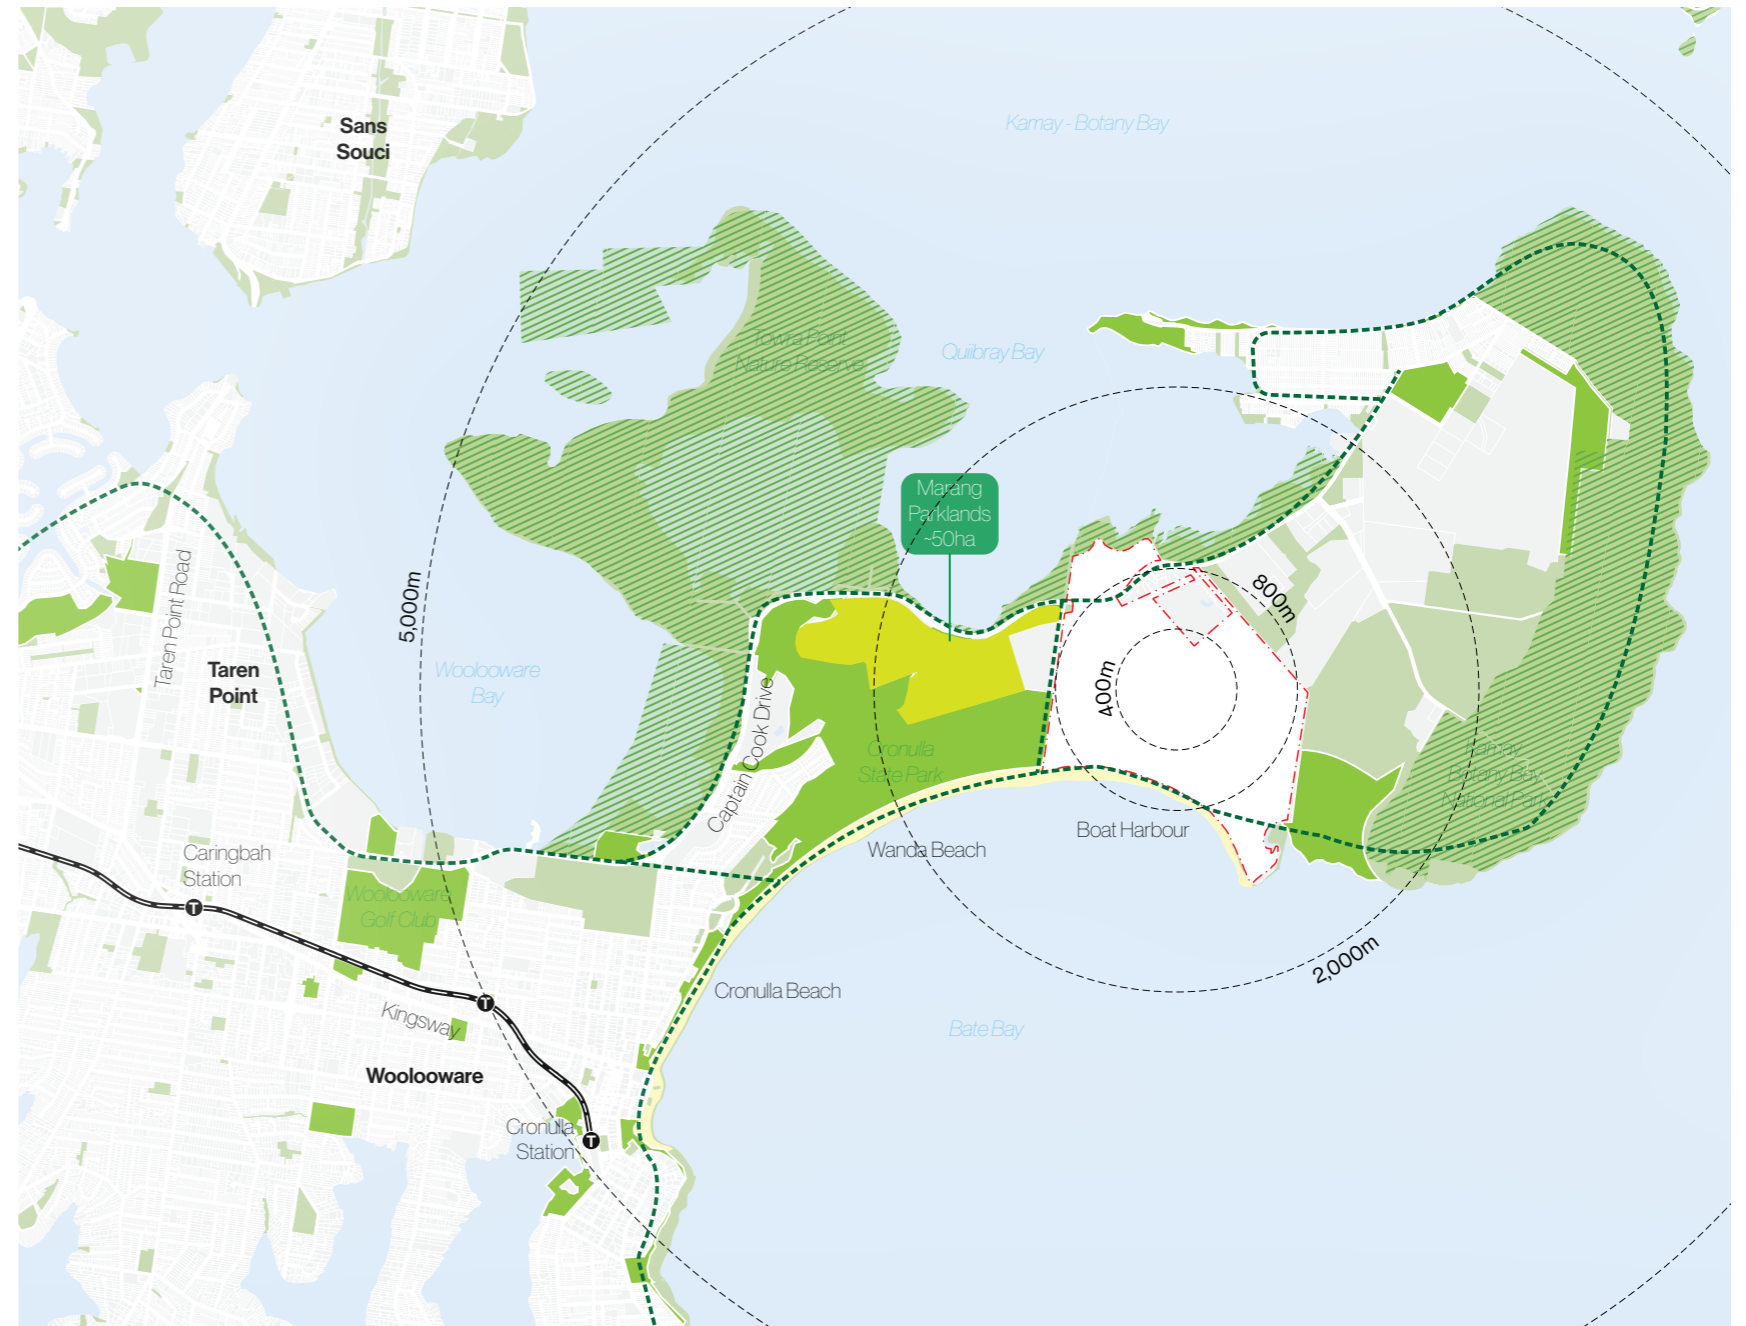 Sans
Souci
Kamay - Botany Bay
Towra Point
Nature Reserve
Quilbray Bay
Marang
Parklands
~50ha
Taren Point Road
5,000m
800m
Taren
Point
Woolooware
Bay
Captain Cook Drive
400m
Cronulla
State Park
Kamay
Botany Bay
National Park
Boat Harbour
Wanda Beach
Caringbah
Station
T
Woolooware
Golf Club
2,000m
Cronulla Beach
T
Kingsway
Bate Bay
Woolooware
Cronulla
Station
T